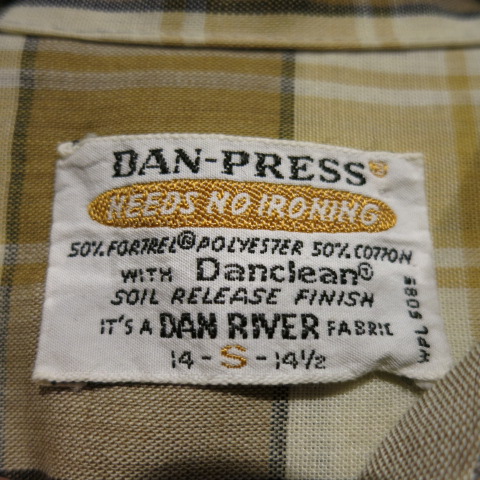 DAN-PRESS®
NEEDS NO IRONING
50% FORTREL® POLYESTER 50% COTTON
WITH Danclean®
SOIL RELEASE FINISH
IT'S A DAN RIVER FABRIC
14 - S - 14½
WPL 5085